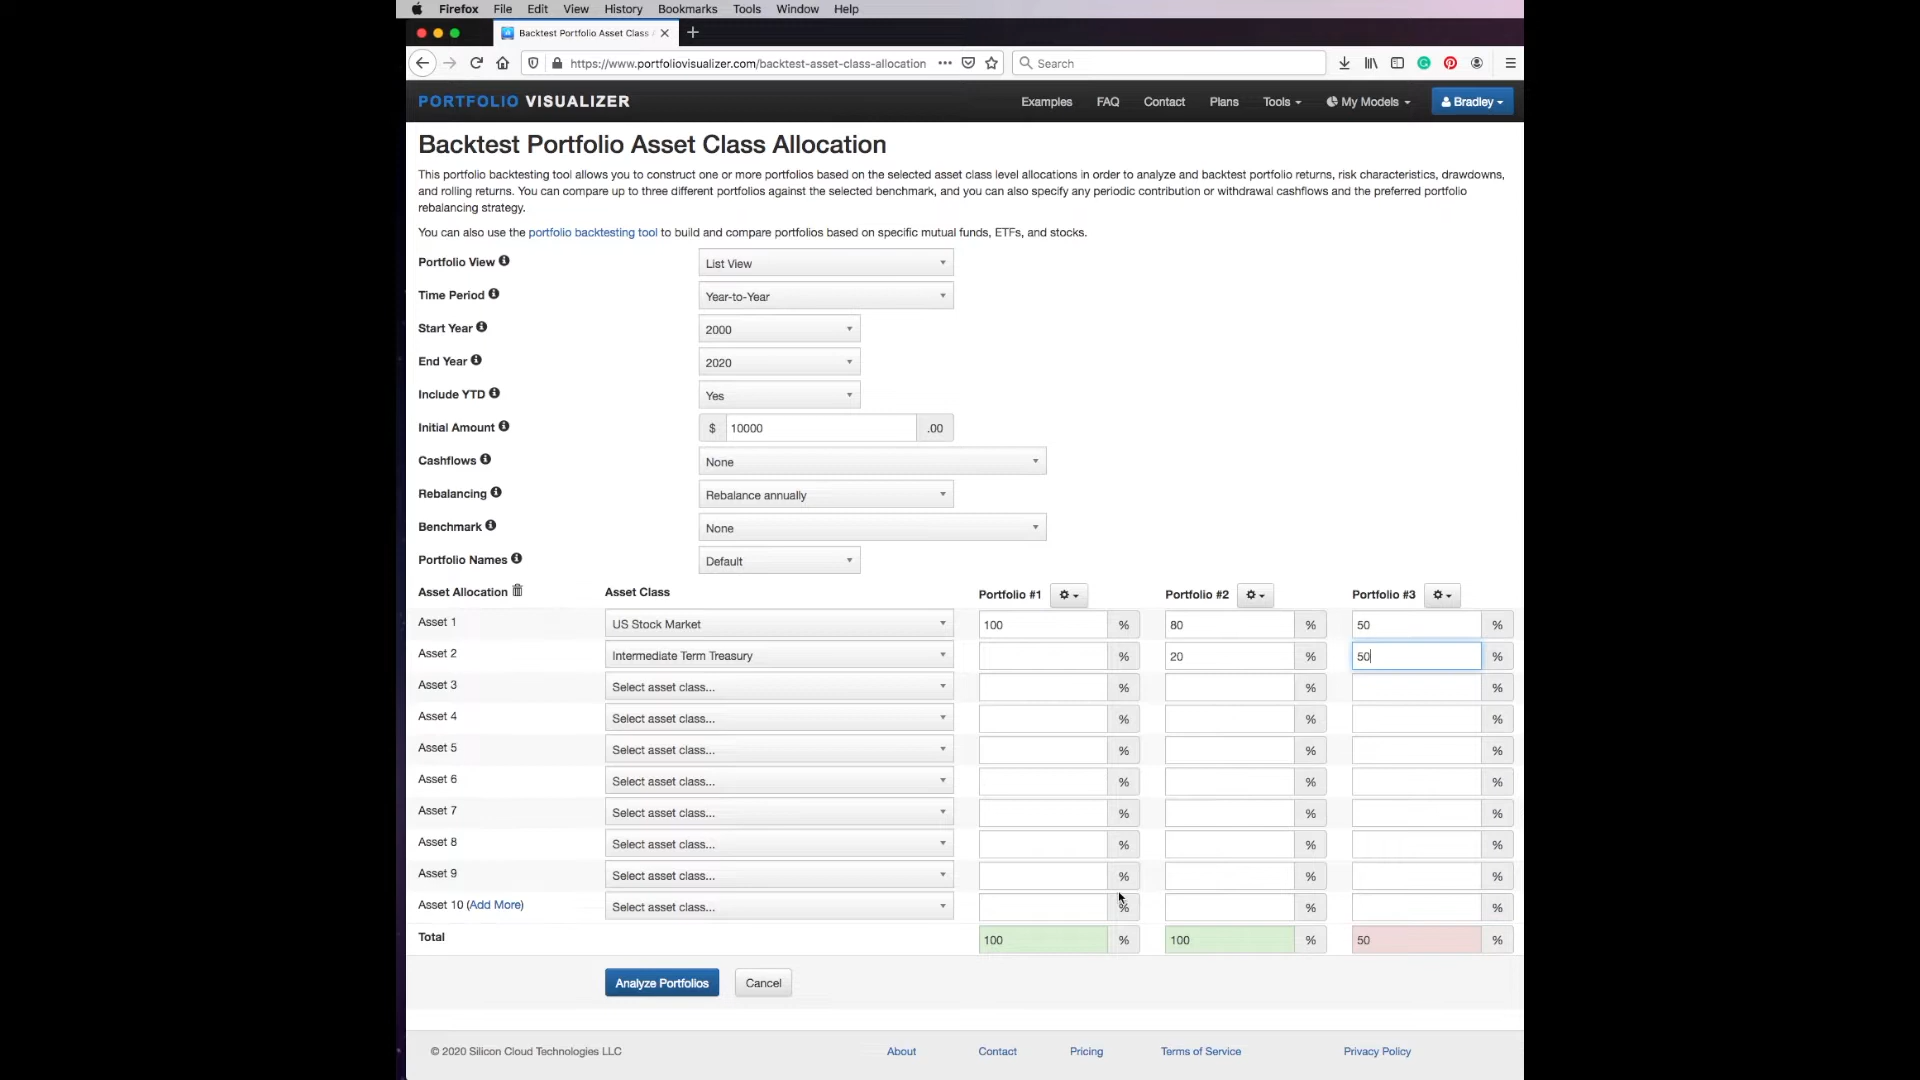 Firefox File Edit View History Bookmarks Tools Window Help
Backtest Portfolio Asset Class
https://www.portfoliovisualizer.com/backtest-asset-class-allocation Search
PORTFOLIO VISUALIZER Examples FAQ Contact Plans Tools My Models Bradley
Backtest Portfolio Asset Class Allocation
This portfolio backtesting tool allows you to construct one or more portfolios based on the selected asset class level allocations in order to analyze and backtest portfolio returns, risk characteristics, drawdowns,
and rolling returns. You can compare up to three different portfolios against the selected benchmark, and you can also specify any periodic contribution or withdrawal cashflows and the preferred portfolio
rebalancing strategy.
You can also use the portfolio backtesting tool to build and compare portfolios based on specific mutual funds, ETFs, and stocks.
Portfolio View List View
Time Period Year-to-Year
Start Year 2000
End Year 2020
Include YTD Yes
Initial Amount $ 10000 .00
Cashflows None
Rebalancing Rebalance annually
Benchmark None
Portfolio Names Default
Asset Allocation Asset Class Portfolio #1 Portfolio #2 Portfolio #3
Asset 1 US Stock Market 100 % 80 % 50 %
Asset 2 Intermediate Term Treasury % 20 % 50 %
Asset 3 Select asset class... % % %
Asset 4 Select asset class... % % %
Asset 5 Select asset class... % % %
Asset 6 Select asset class... % % %
Asset 7 Select asset class... % % %
Asset 8 Select asset class... % % %
Asset 9 Select asset class... % % %
Asset 10 (Add More) Select asset class... % % %
Total 100 % 100 % 50 %
Analyze Portfolios Cancel
© 2020 Silicon Cloud Technologies LLC About Contact Pricing Terms of Service Privacy Policy